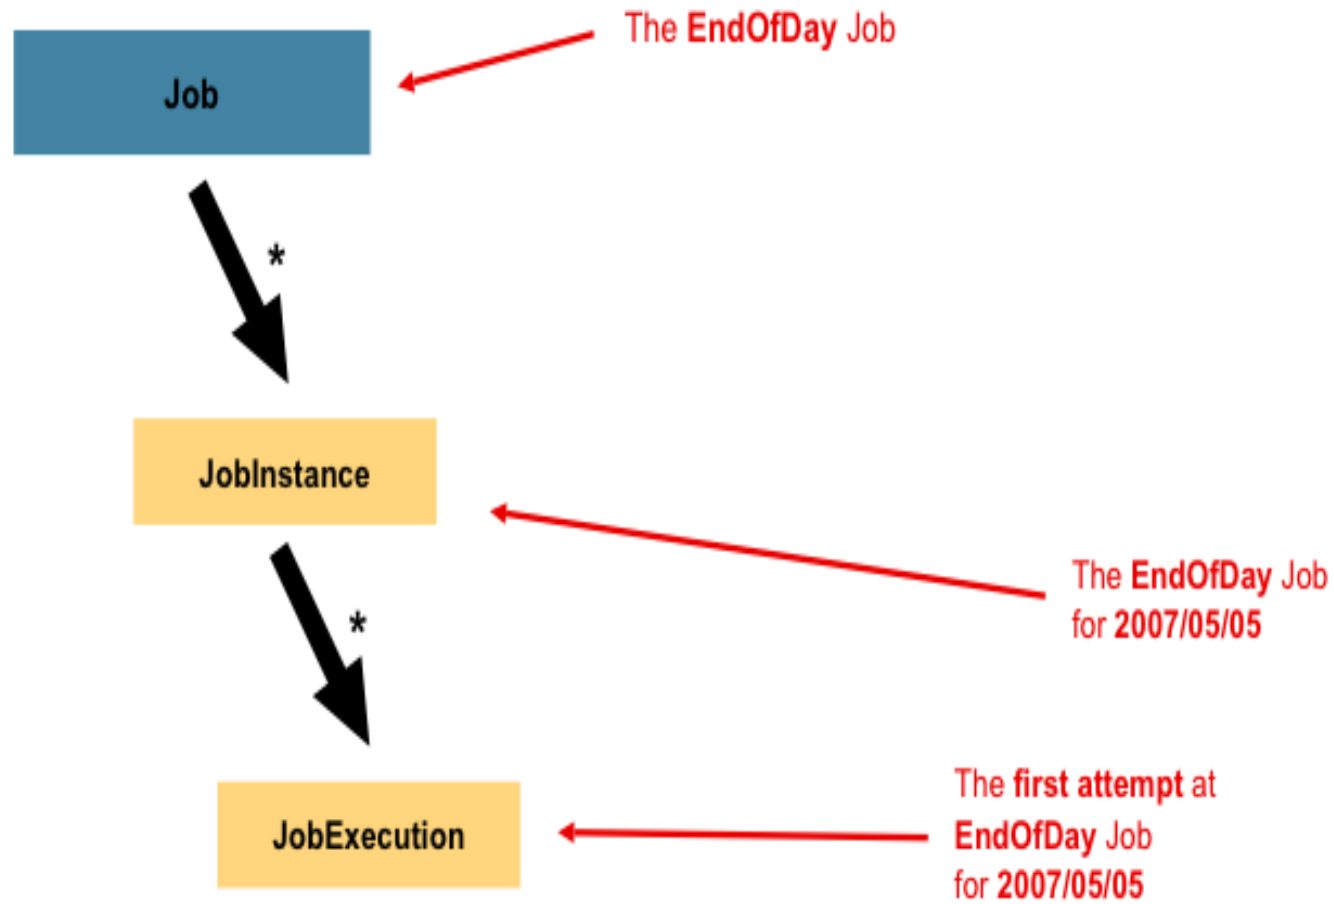 The EndOfDay Job
Job
*
JobInstance
The EndOfDay Job
for 2007/05/05
*
The first attempt at
EndOfDay Job
for 2007/05/05
JobExecution